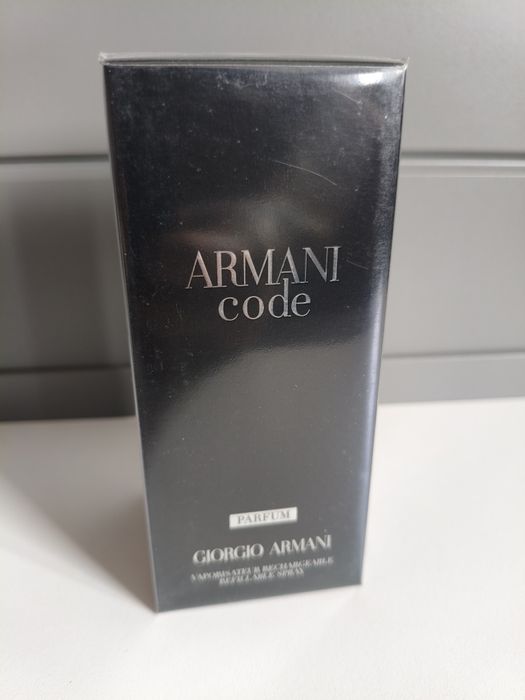 ARMANI
code
PARFUM
GIORGIO ARMANI
VAPORISATEUR RECHARGEABLE
REFILLABLE SPRAY